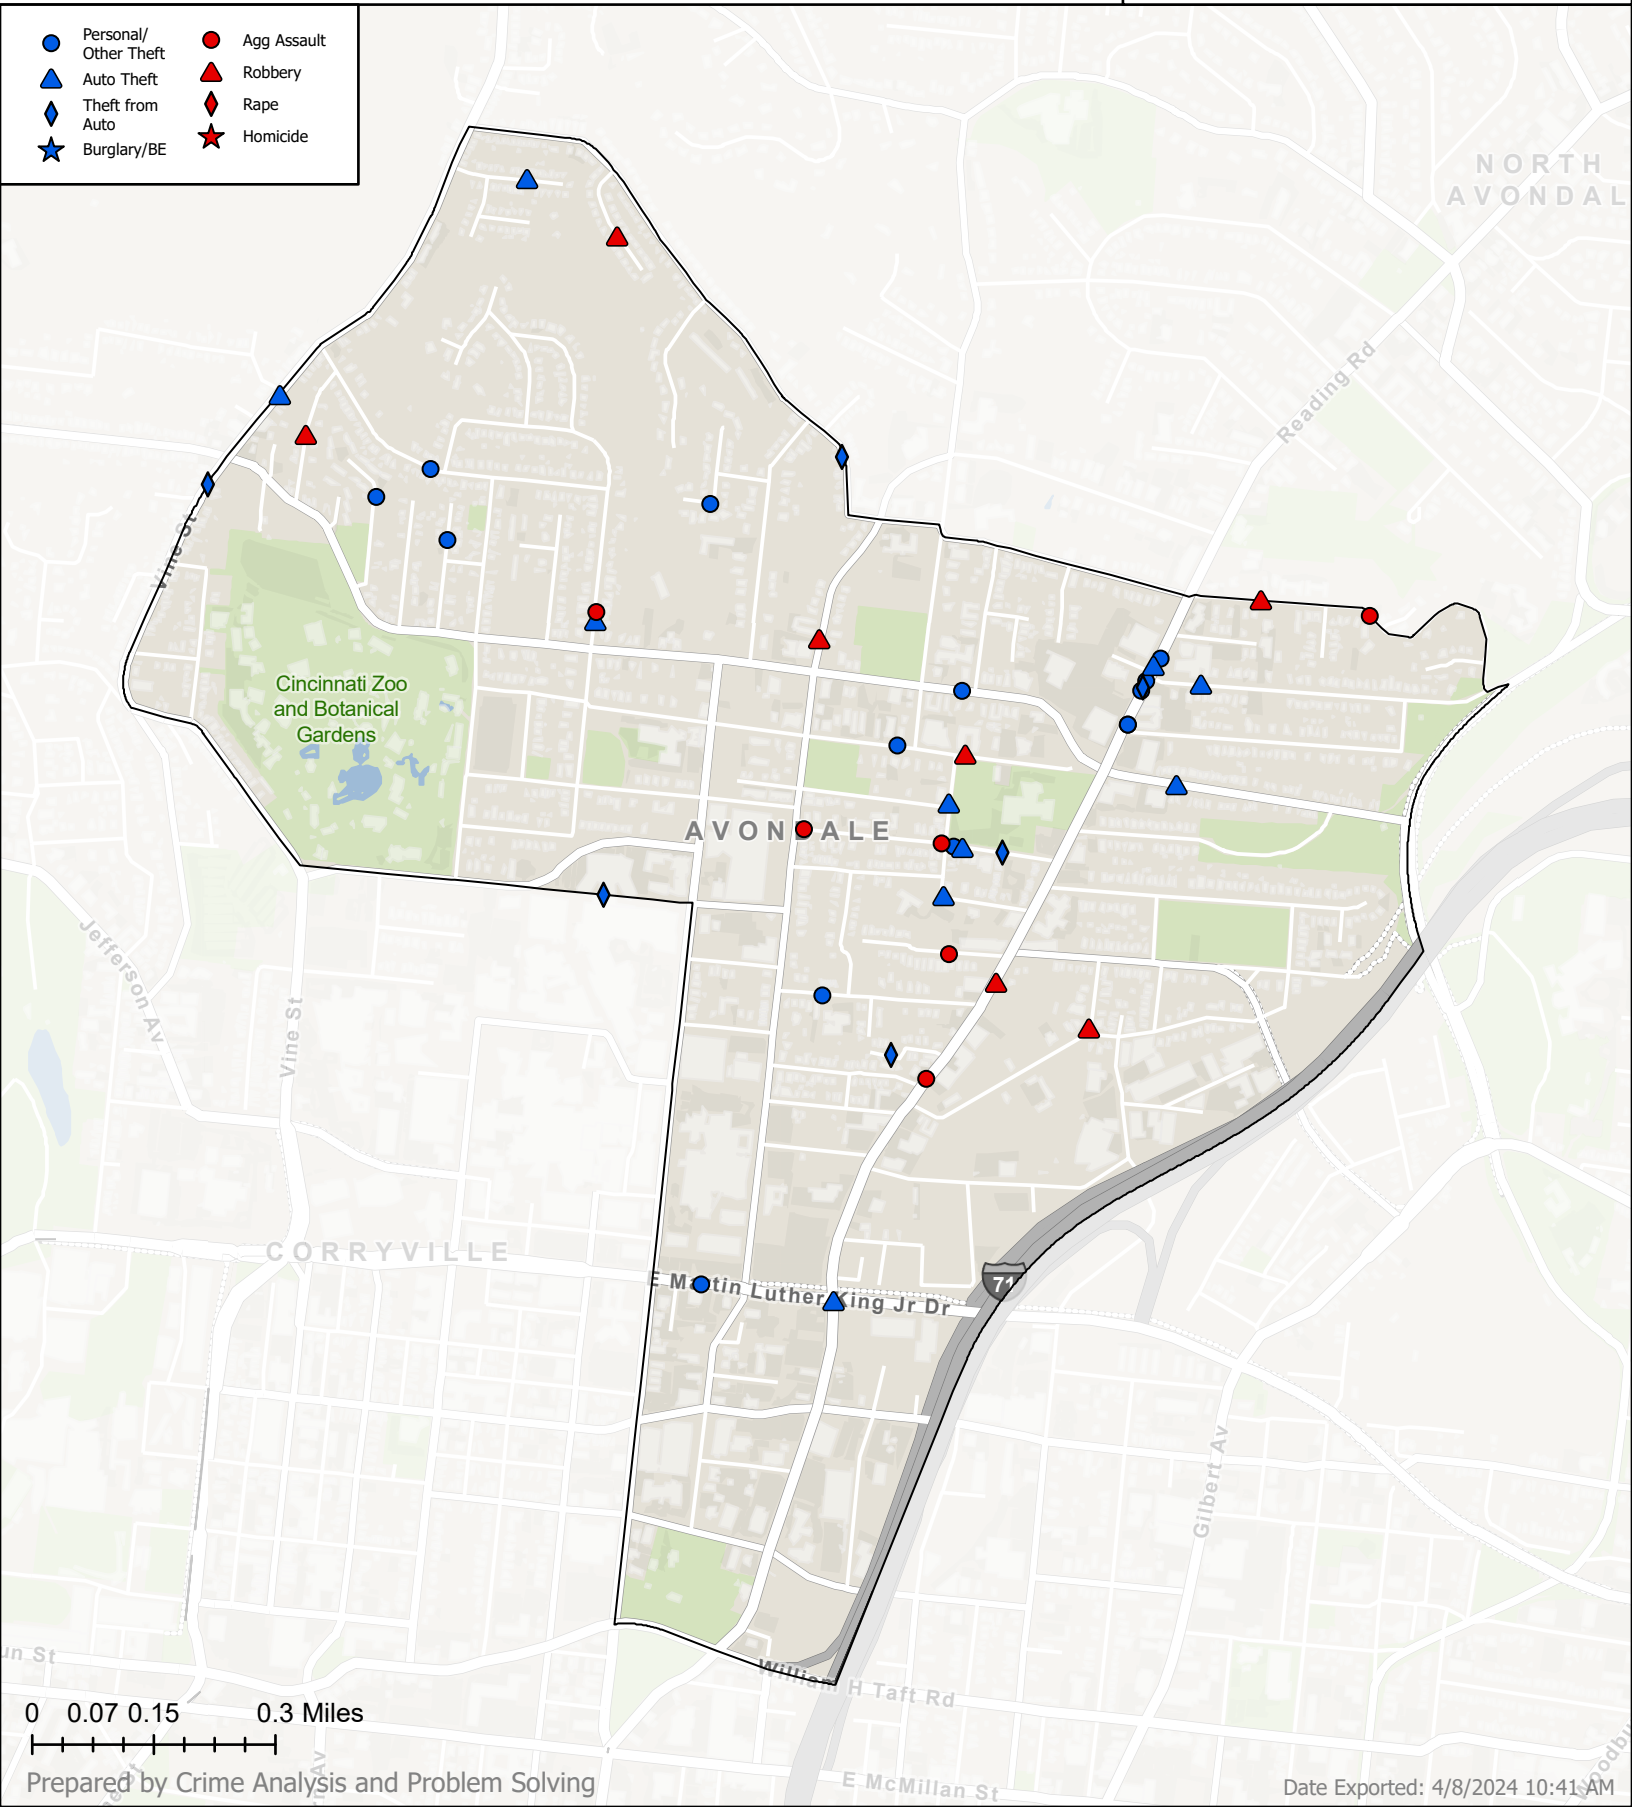 Personal/
Other Theft
Auto Theft
Theft from
Auto
Burglary/BE
Agg Assault
Robbery
Rape
Homicide
NORTH
Reading Rd
Vine St
Cincinnati Zoo
and Botanical
Gardens
AVONDALE
Jefferson Av
Vine St
CORRYVILLE
E Martin Luther King Jr Dr
71
Gilbert Av
William H Taft Rd
0 0.07 0.15 0.3 Miles
E McMillan St
Prepared by Crime Analysis and Problem Solving
Date Exported: 4/8/2024 10:41 AM